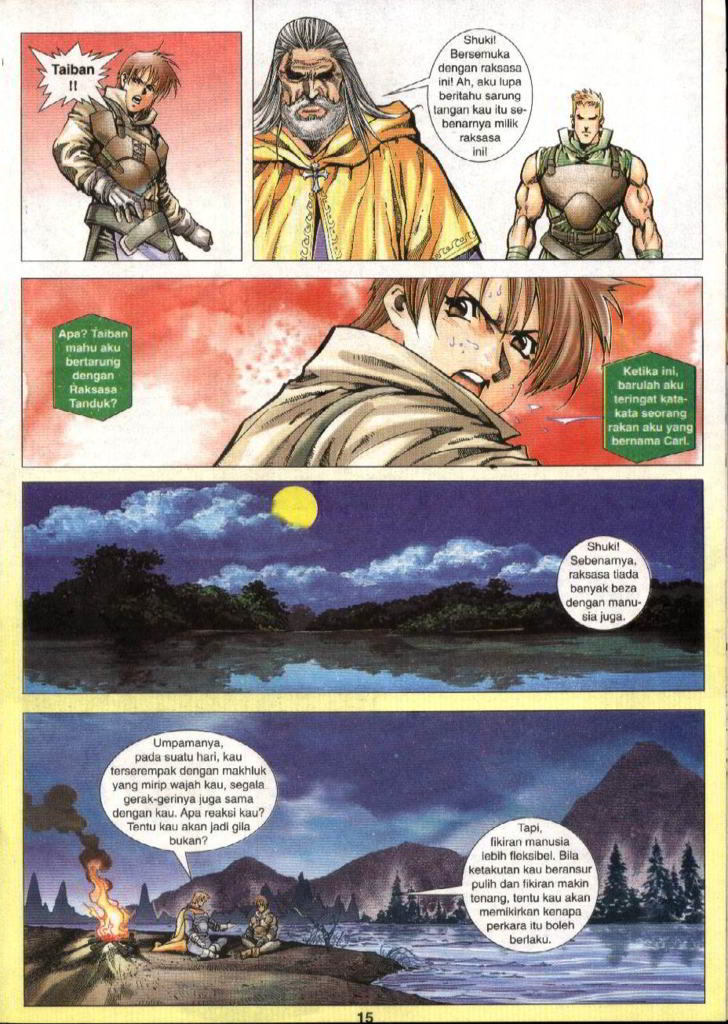 Taiban
!!
Shuki!
Bersemuka
dengan raksasa
ini! Ah, aku lupa
beritahu sarung
tangan kau itu se-
benarnya milik
raksasa
ini!
Apa? Taiban
mahu aku
bertarung
dengan
Raksasa
Tanduk?
Ketika ini,
barulah aku
teringat kata-
kata seorang
rakan aku yang
bernama Carl.
Shuki!
Sebenarnya,
raksasa tiada
banyak beza
dengan manu-
sia juga.
Umpamanya,
pada suatu hari, kau
terserempak dengan makhluk
yang mirip wajah kau, segala
gerak-gerinya juga sama
dengan kau. Apa reaksi kau?
Tentu kau akan jadi gila
bukan?
Tapi,
fikiran manusia
lebih fleksibel. Bila
ketakutan kau beransur
pulih dan fikiran makin
tenang, tentu kau akan
memikirkan kenapa
perkara itu boleh
berlaku.
15